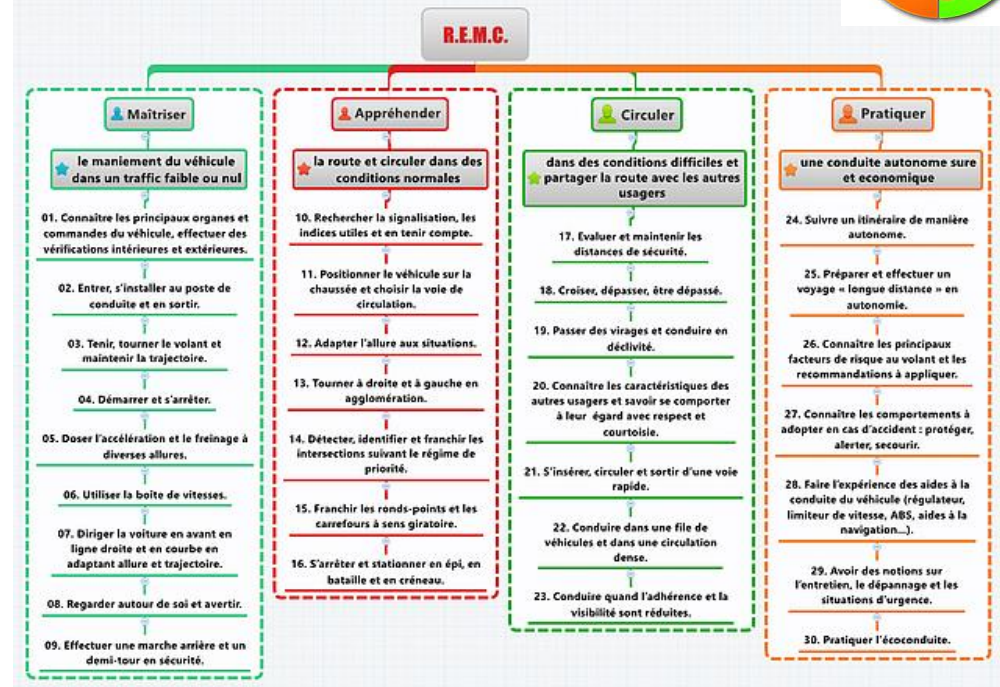 R.E.M.C.
Maîtriser
le maniement du véhicule
dans un traffic faible ou nul
01. Connaître les principaux organes et
commandes du véhicule, effectuer des
vérifications intérieures et extérieures.
02. Entrer, s'installer au poste de
conduite et en sortir.
03. Tenir, tourner le volant et
maintenir la trajectoire.
04. Démarrer et s'arrêter.
05. Doser l'accélération et le freinage à
diverses allures.
06. Utiliser la boîte de vitesses.
07. Diriger la voiture en avant en
ligne droite et en courbe en
adaptant allure et trajectoire.
08. Regarder autour de soi et avertir.
09. Effectuer une marche arrière et un
demi-tour en sécurité.
Appréhender
la route et circuler dans des
conditions normales
10. Rechercher la signalisation, les
indices utiles et en tenir compte.
11. Positionner le véhicule sur la
chaussée et choisir la voie de
circulation.
12. Adapter l'allure aux situations.
13. Tourner à droite et à gauche en
agglomération.
14. Détecter, identifier et franchir les
intersections suivant le régime de
priorité.
15. Franchir les ronds-points et les
carrefours à sens giratoire.
16. S'arrêter et stationner en épi, en
bataille et en créneau.
Circuler
dans des conditions difficiles et
partager la route avec les autres
usagers
17. Evaluer et maintenir les
distances de sécurité.
18. Croiser, dépasser, être dépassé.
19. Passer des virages et conduire en
déclivité.
20. Connaître les caractéristiques des
autres usagers et savoir se comporter
à leur égard avec respect et
courtoisie.
21. S'insérer, circuler et sortir d'une voie
rapide.
22. Conduire dans une file de
véhicules et dans une circulation
dense.
23. Conduire quand l'adhérence et la
visibilité sont réduites.
Pratiquer
une conduite autonome sure
et economique
24. Suivre un itinéraire de manière
autonome.
25. Préparer et effectuer un
voyage « longue distance » en
autonomie.
26. Connaître les principaux
facteurs de risque au volant et les
recommandations à appliquer.
27. Connaître les comportements à
adopter en cas d'accident : protéger,
alerter, secourir.
28. Faire l'expérience des aides à la
conduite du véhicule (régulateur,
limiteur de vitesse, ABS, aides à la
navigation...).
29. Avoir des notions sur
l'entretien, le dépannage et les
situations d'urgence.
30. Pratiquer l'écoconduite.